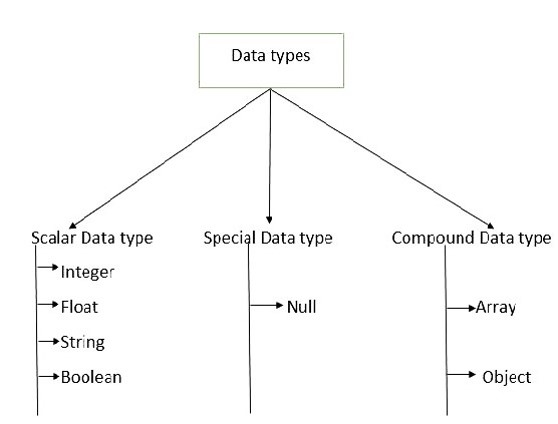 Data types
Scalar Data type
Integer
Float
String
Boolean
Special Data type
Null
Compound Data type
Array
Object